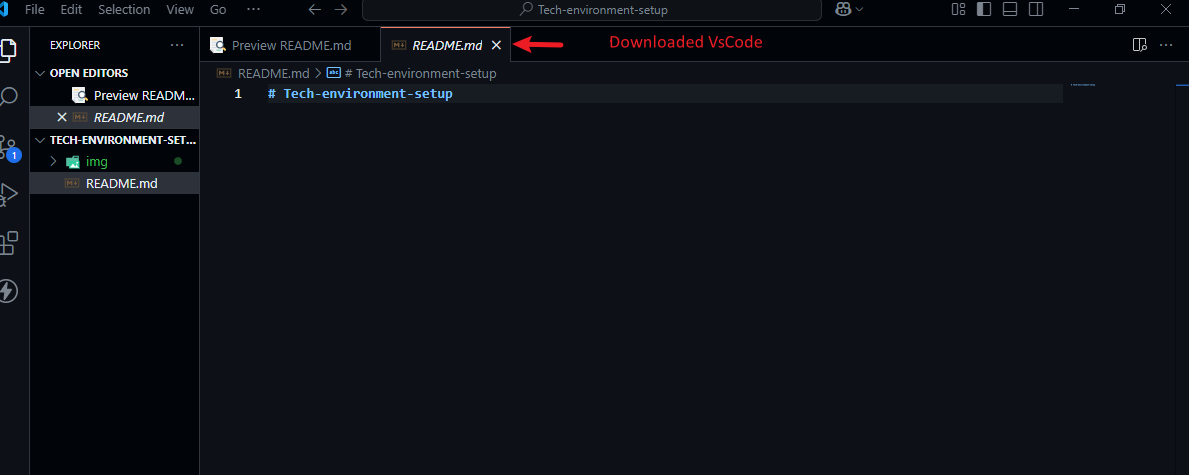 File Edit Selection View Go ··· Tech-environment-setup
EXPLORER ··· Preview README.md README.md Downloaded VsCode ···
OPEN EDITORS README.md > # Tech-environment-setup
Preview READM... 1 # Tech-environment-setup
README.md
TECH-ENVIRONMENT-SET...
1
> img
README.md